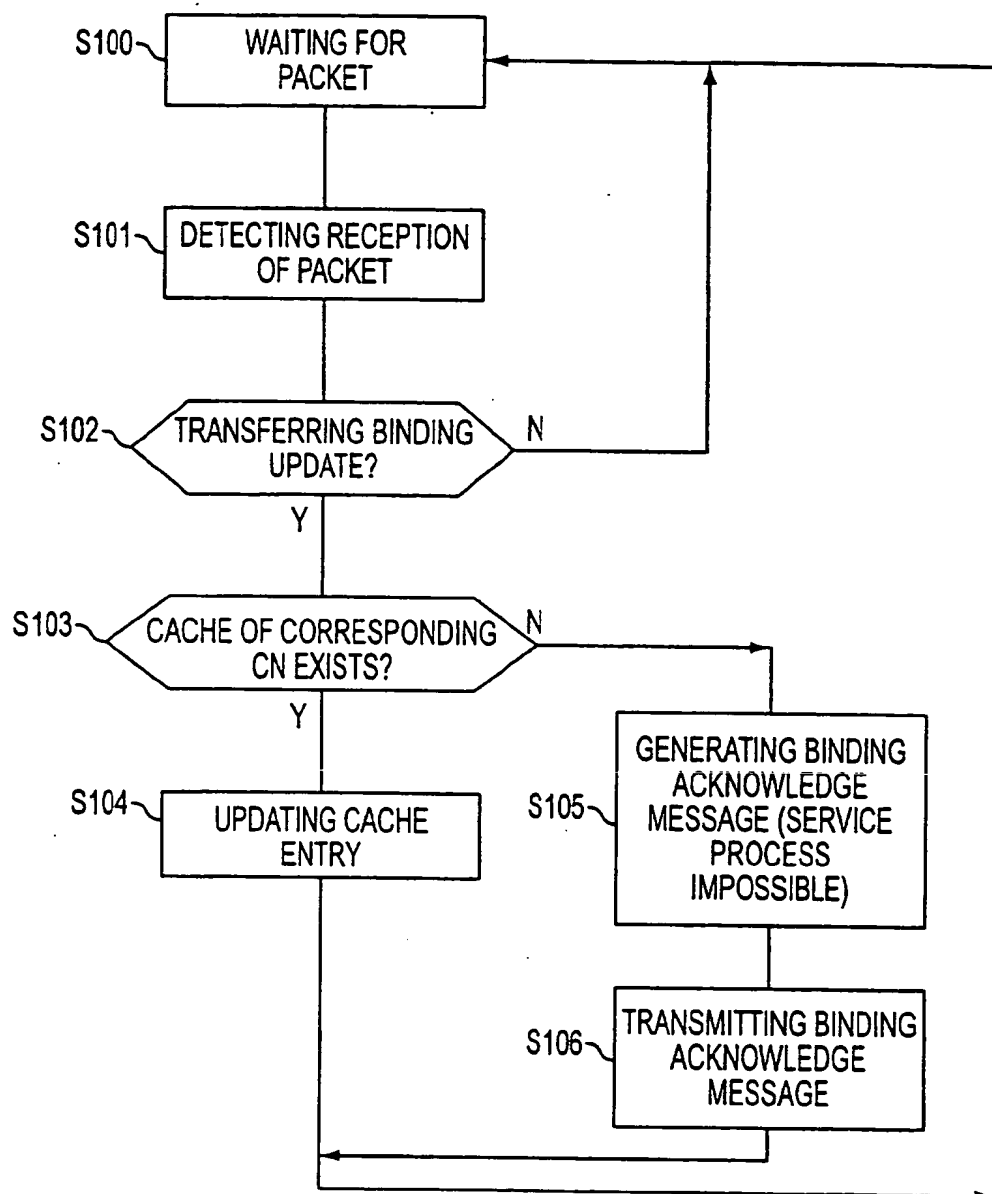 S100
WAITING FOR
PACKET
S101
DETECTING RECEPTION
OF PACKET
S102
TRANSFERRING BINDING
UPDATE?
N
Y
S103
CACHE OF CORRESPONDING
CN EXISTS?
N
Y
S104
UPDATING CACHE
ENTRY
S105
GENERATING BINDING
ACKNOWLEDGE
MESSAGE (SERVICE
PROCESS
IMPOSSIBLE)
S106
TRANSMITTING BINDING
ACKNOWLEDGE
MESSAGE